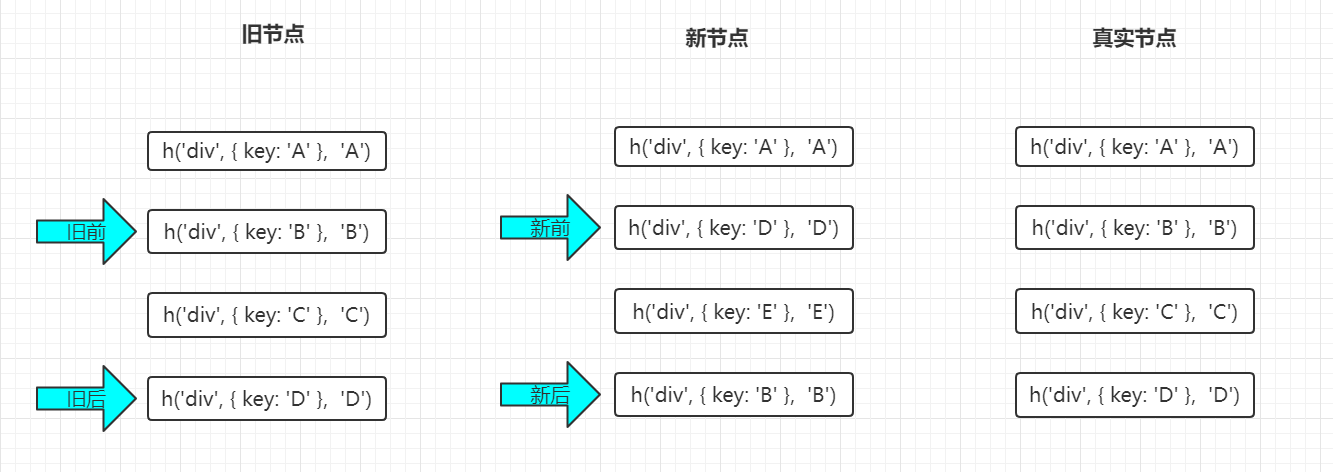 旧节点 新节点 真实节点
h('div', { key: 'A' }, 'A') h('div', { key: 'A' }, 'A') h('div', { key: 'A' }, 'A')
旧前 h('div', { key: 'B' }, 'B') 新前 h('div', { key: 'D' }, 'D') h('div', { key: 'B' }, 'B')
h('div', { key: 'C' }, 'C') h('div', { key: 'E' }, 'E') h('div', { key: 'C' }, 'C')
旧后 h('div', { key: 'D' }, 'D') 新后 h('div', { key: 'B' }, 'B') h('div', { key: 'D' }, 'D')